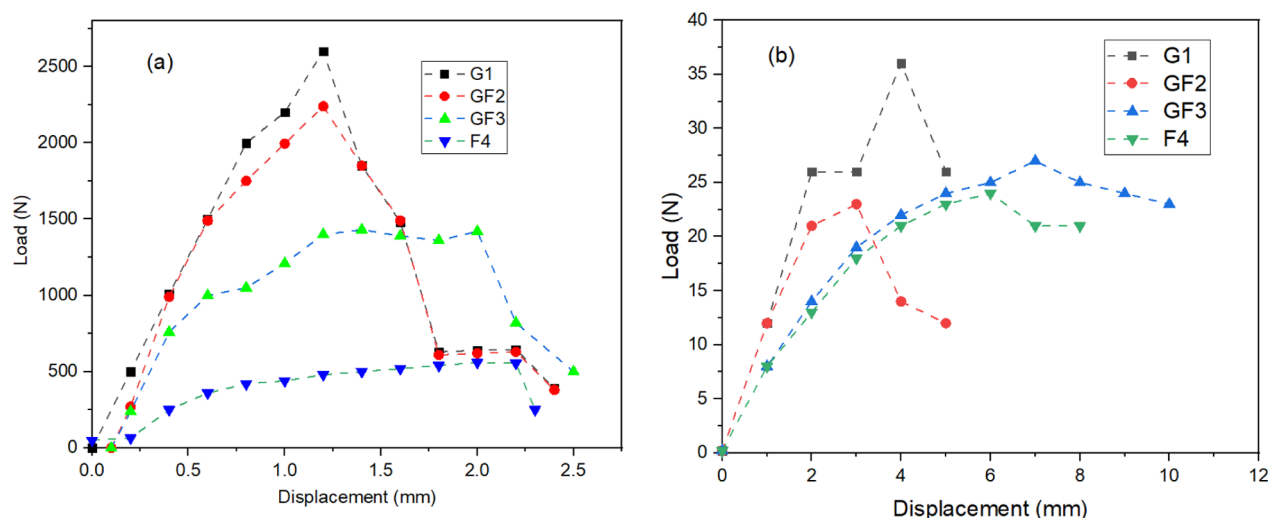 (a)
G1
GF2
GF3
F4
2500
2000
1500
1000
500
0
Load (N)
0.0 0.5 1.0 1.5 2.0 2.5
Displacement (mm)
(b)
G1
GF2
GF3
F4
40
35
30
25
20
15
10
5
0
Load (N)
0 2 4 6 8 10 12
Displacement (mm)